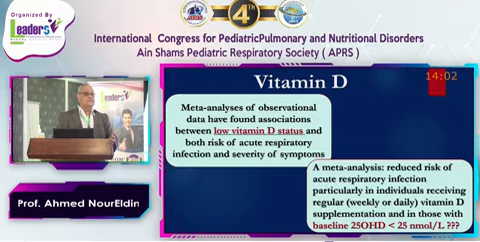 Organized By
Leaders
4TH
International Congress for PediatricPulmonary and Nutritional Disorders
Ain Shams Pediatric Respiratory Society ( APRS )
Vitamin D
14:02
Meta-analyses of observational
data have found associations
between low vitamin D status and
both risk of acute respiratory
infection and severity of symptoms
A meta-analysis: reduced risk of
acute respiratory infection
particularly in individuals receiving
regular (weekly or daily) vitamin D
supplementation and in those with
baseline 25OHD < 25 nmol/L ???
Leaders
Prof. Ahmed NourEldin